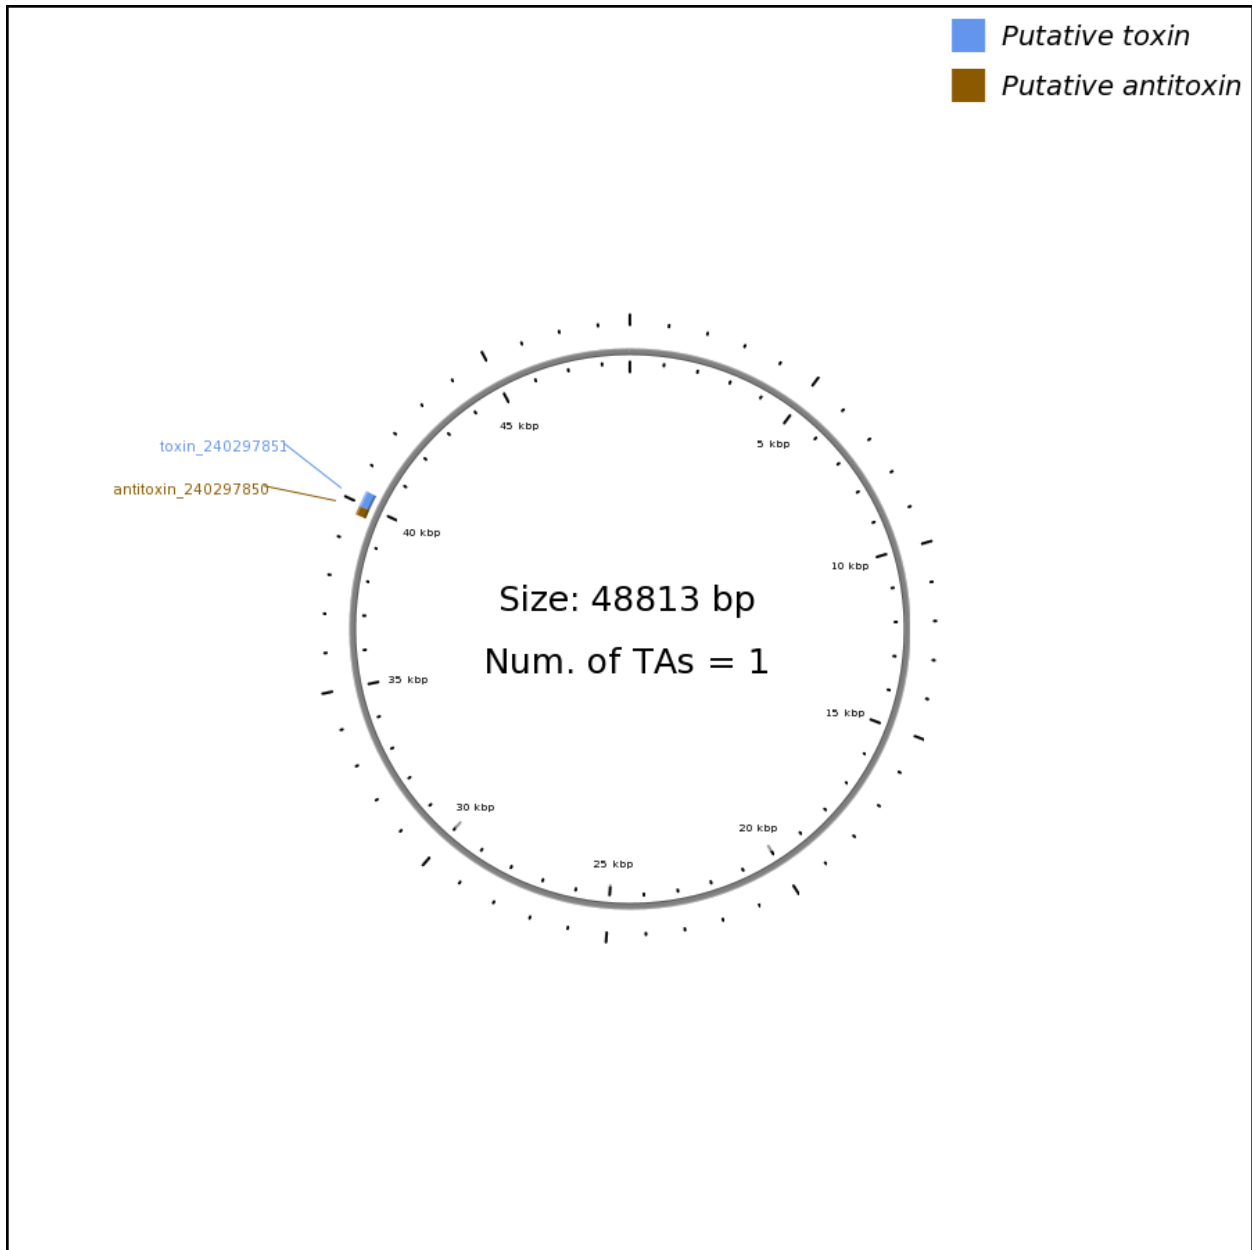 Putative toxin
Putative antitoxin
45 kbp
5 kbp
toxin_240297851
antitoxin_240297850
40 kbp
10 kbp
Size: 48813 bp
Num. of TAs = 1
35 kbp
15 kbp
30 kbp
20 kbp
25 kbp